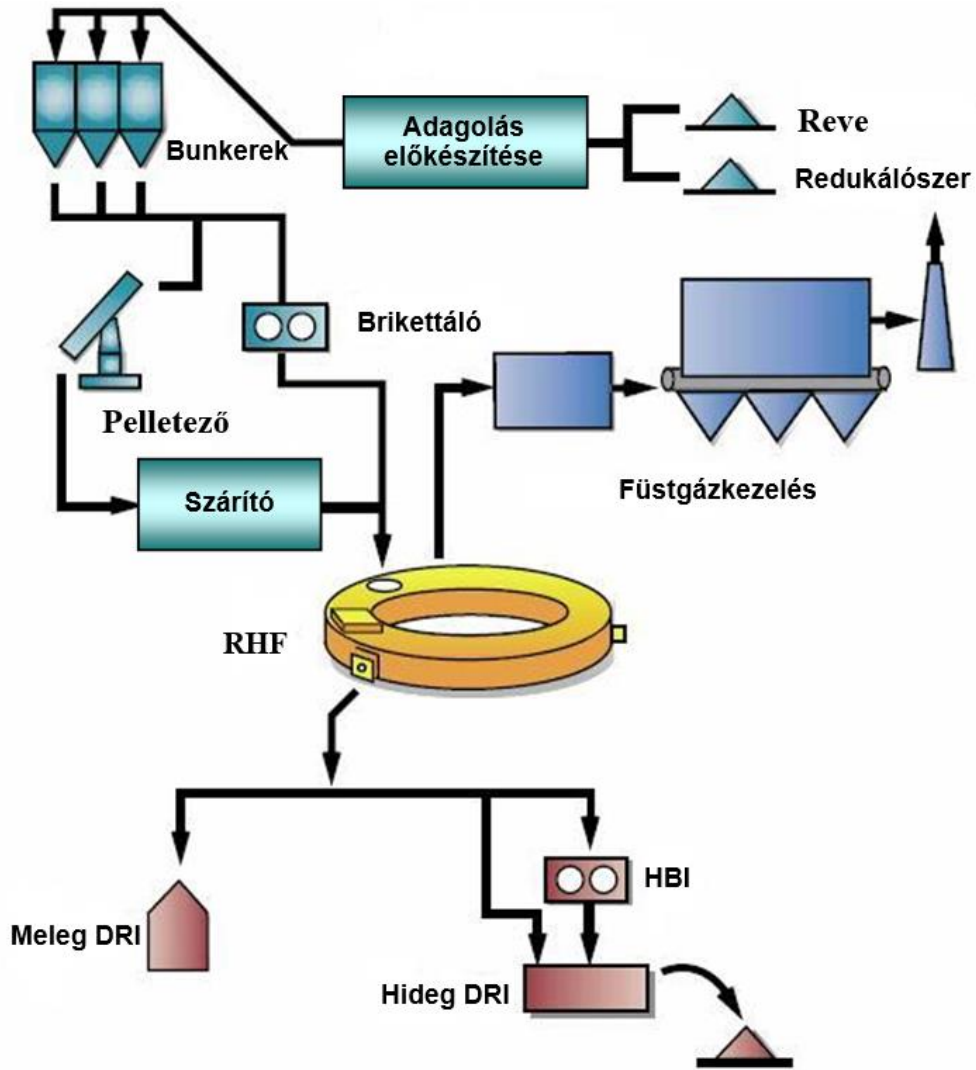 Bunkerek
Adagolás
előkészítése
Reve
Redukálószer
Brikettáló
Pelletező
Szárító
Füstgázkezelés
RHF
Meleg DRI
HBI
Hideg DRI